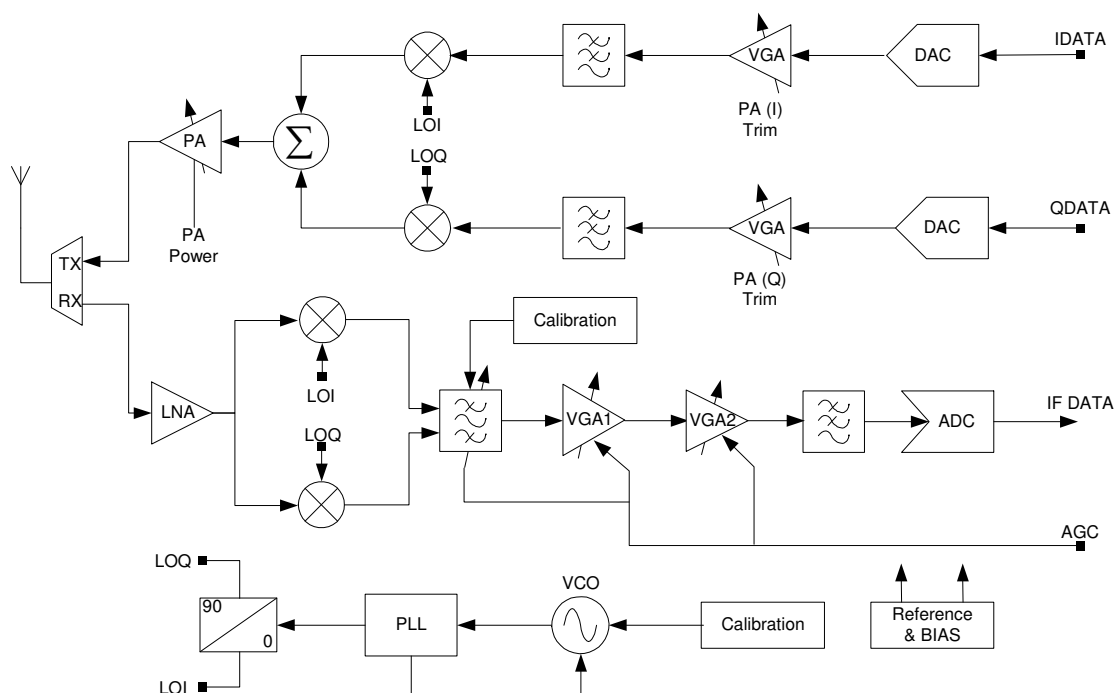 IDATA
DAC
VGA
PA (I)
Trim
LOI
PA
Σ
LOQ
PA
Power
QDATA
DAC
VGA
PA (Q)
Trim
TX
RX
Calibration
LNA
LOI
LOQ
VGA1
VGA2
ADC
IF DATA
AGC
LOQ
90
0
LOI
PLL
VCO
Calibration
Reference
& BIAS